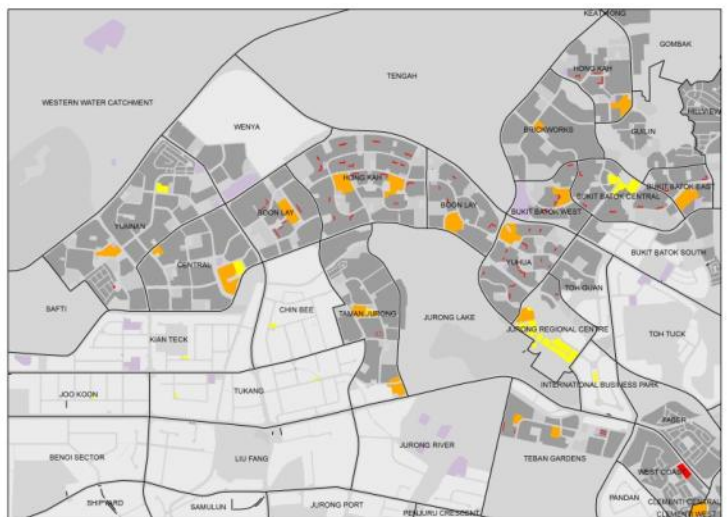 KEAT HONG
GOMBAK
TENGAH
HONG KAH
WESTERN WATER CATCHMENT
WENYA
BRICKWORKS
GUILIN
HILLVIEW
HONG KAH
BUKIT BATOK EAST
BUKIT BATOK CENTRAL
BOON LAY
BOON LAY
BUKIT BATOK WEST
YUNNAN
CENTRAL
YUHUA
BUKIT BATOK SOUTH
TOH GUAN
SAFTI
CHIN BEE
TAMAN JURONG
JURONG LAKE
JURONG REGIONAL CENTRE
TOH TUCK
KIAN TECK
INTERNATIONAL BUSINESS PARK
JOO KOON
TUKANG
FABER
JURONG RIVER
BENOI SECTOR
LIU FANG
TEBAN GARDENS
WEST COAST
PANDAN
SHIPYARD
SAMULUN
JURONG PORT
CLEMENTI CENTRAL
PENJURU CRESCENT
CLEMENTI WEST